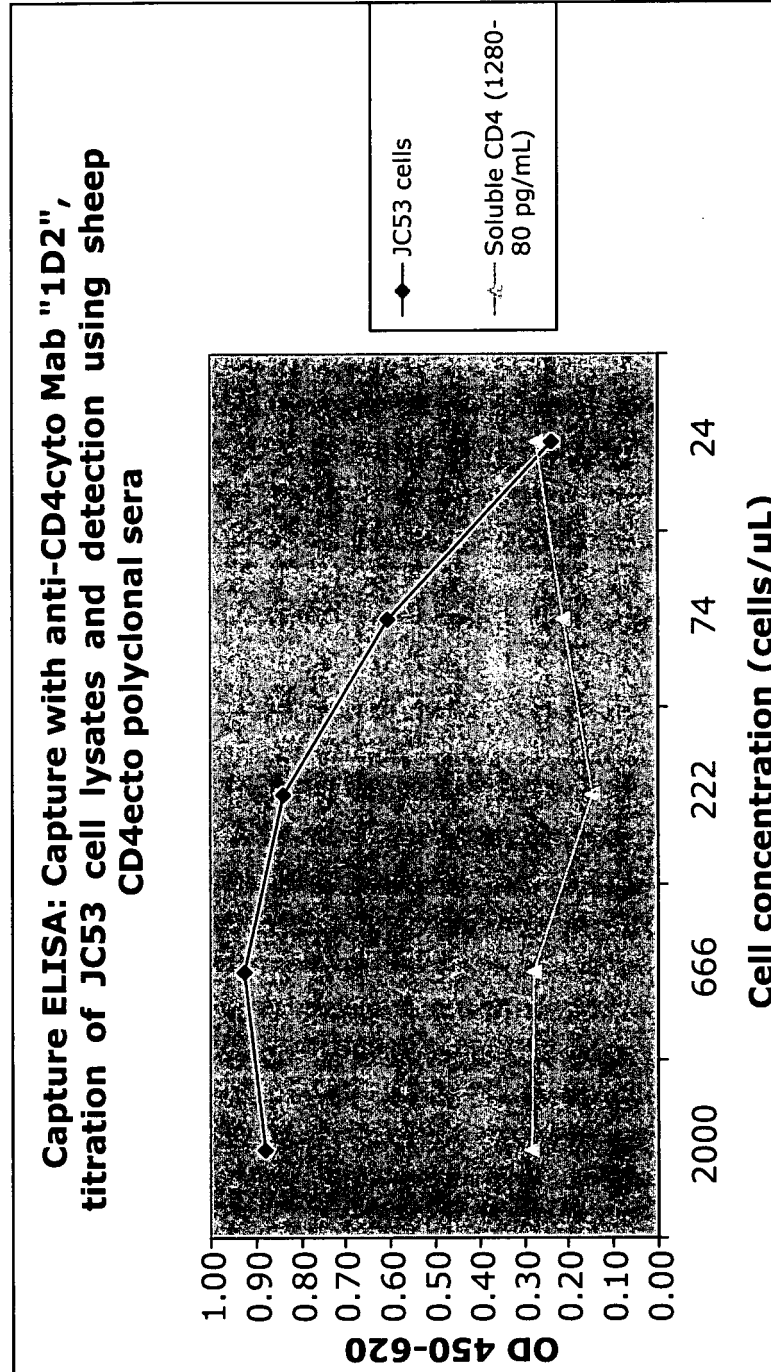 Capture ELISA: Capture with anti-CD4cyto Mab "1D2",
titration of JC53 cell lysates and detection using sheep
CD4ecto polyclonal sera
OD 450-620
1.00
0.90
0.80
0.70
0.60
0.50
0.40
0.30
0.20
0.10
0.00
2000
666
222
74
24
Cell concentration (cells/µL)
JC53 cells
Soluble CD4 (1280-
80 pg/mL)